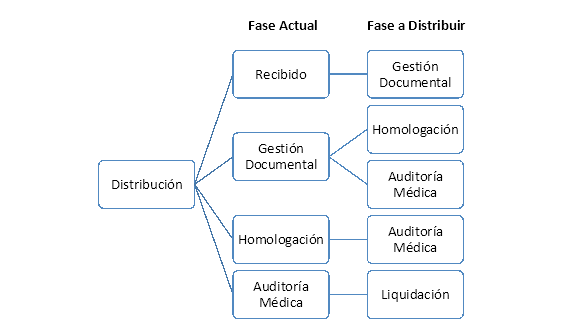 Fase Actual
Fase a Distribuir
Recibido
Gestión
Documental
Gestión
Documental
Homologación
Auditoría
Médica
Distribución
Homologación
Auditoría
Médica
Auditoría
Médica
Liquidación